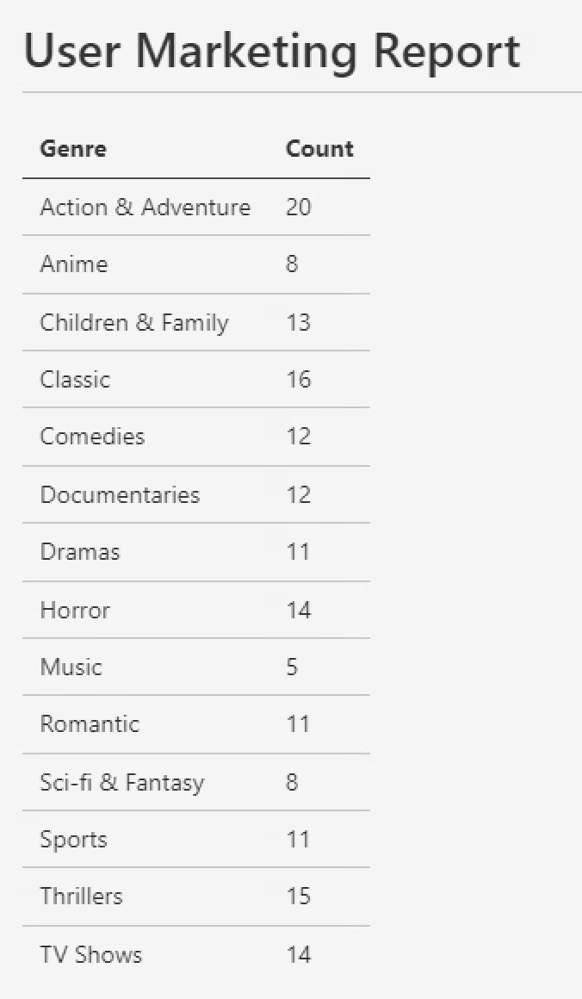 User Marketing Report
Genre Count
Action & Adventure 20
Anime 8
Children & Family 13
Classic 16
Comedies 12
Documentaries 12
Dramas 11
Horror 14
Music 5
Romantic 11
Sci-fi & Fantasy 8
Sports 11
Thrillers 15
TV Shows 14